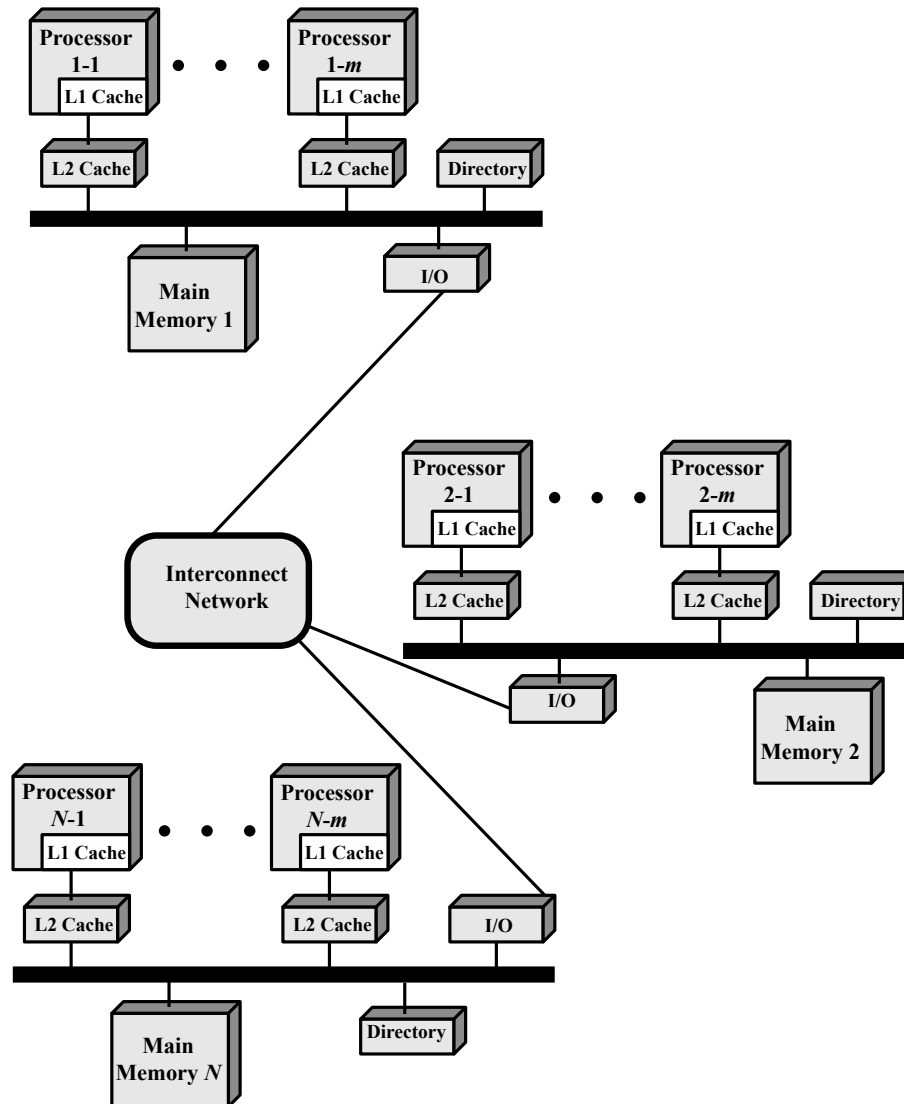 Processor
1-1
L1 Cache
Processor
1-m
L1 Cache
L2 Cache
L2 Cache
Directory
Main
Memory 1
I/O
Processor
2-1
L1 Cache
Processor
2-m
L1 Cache
Interconnect
Network
L2 Cache
L2 Cache
Directory
I/O
Main
Memory 2
Processor
N-1
L1 Cache
Processor
N-m
L1 Cache
L2 Cache
L2 Cache
I/O
Main
Memory N
Directory